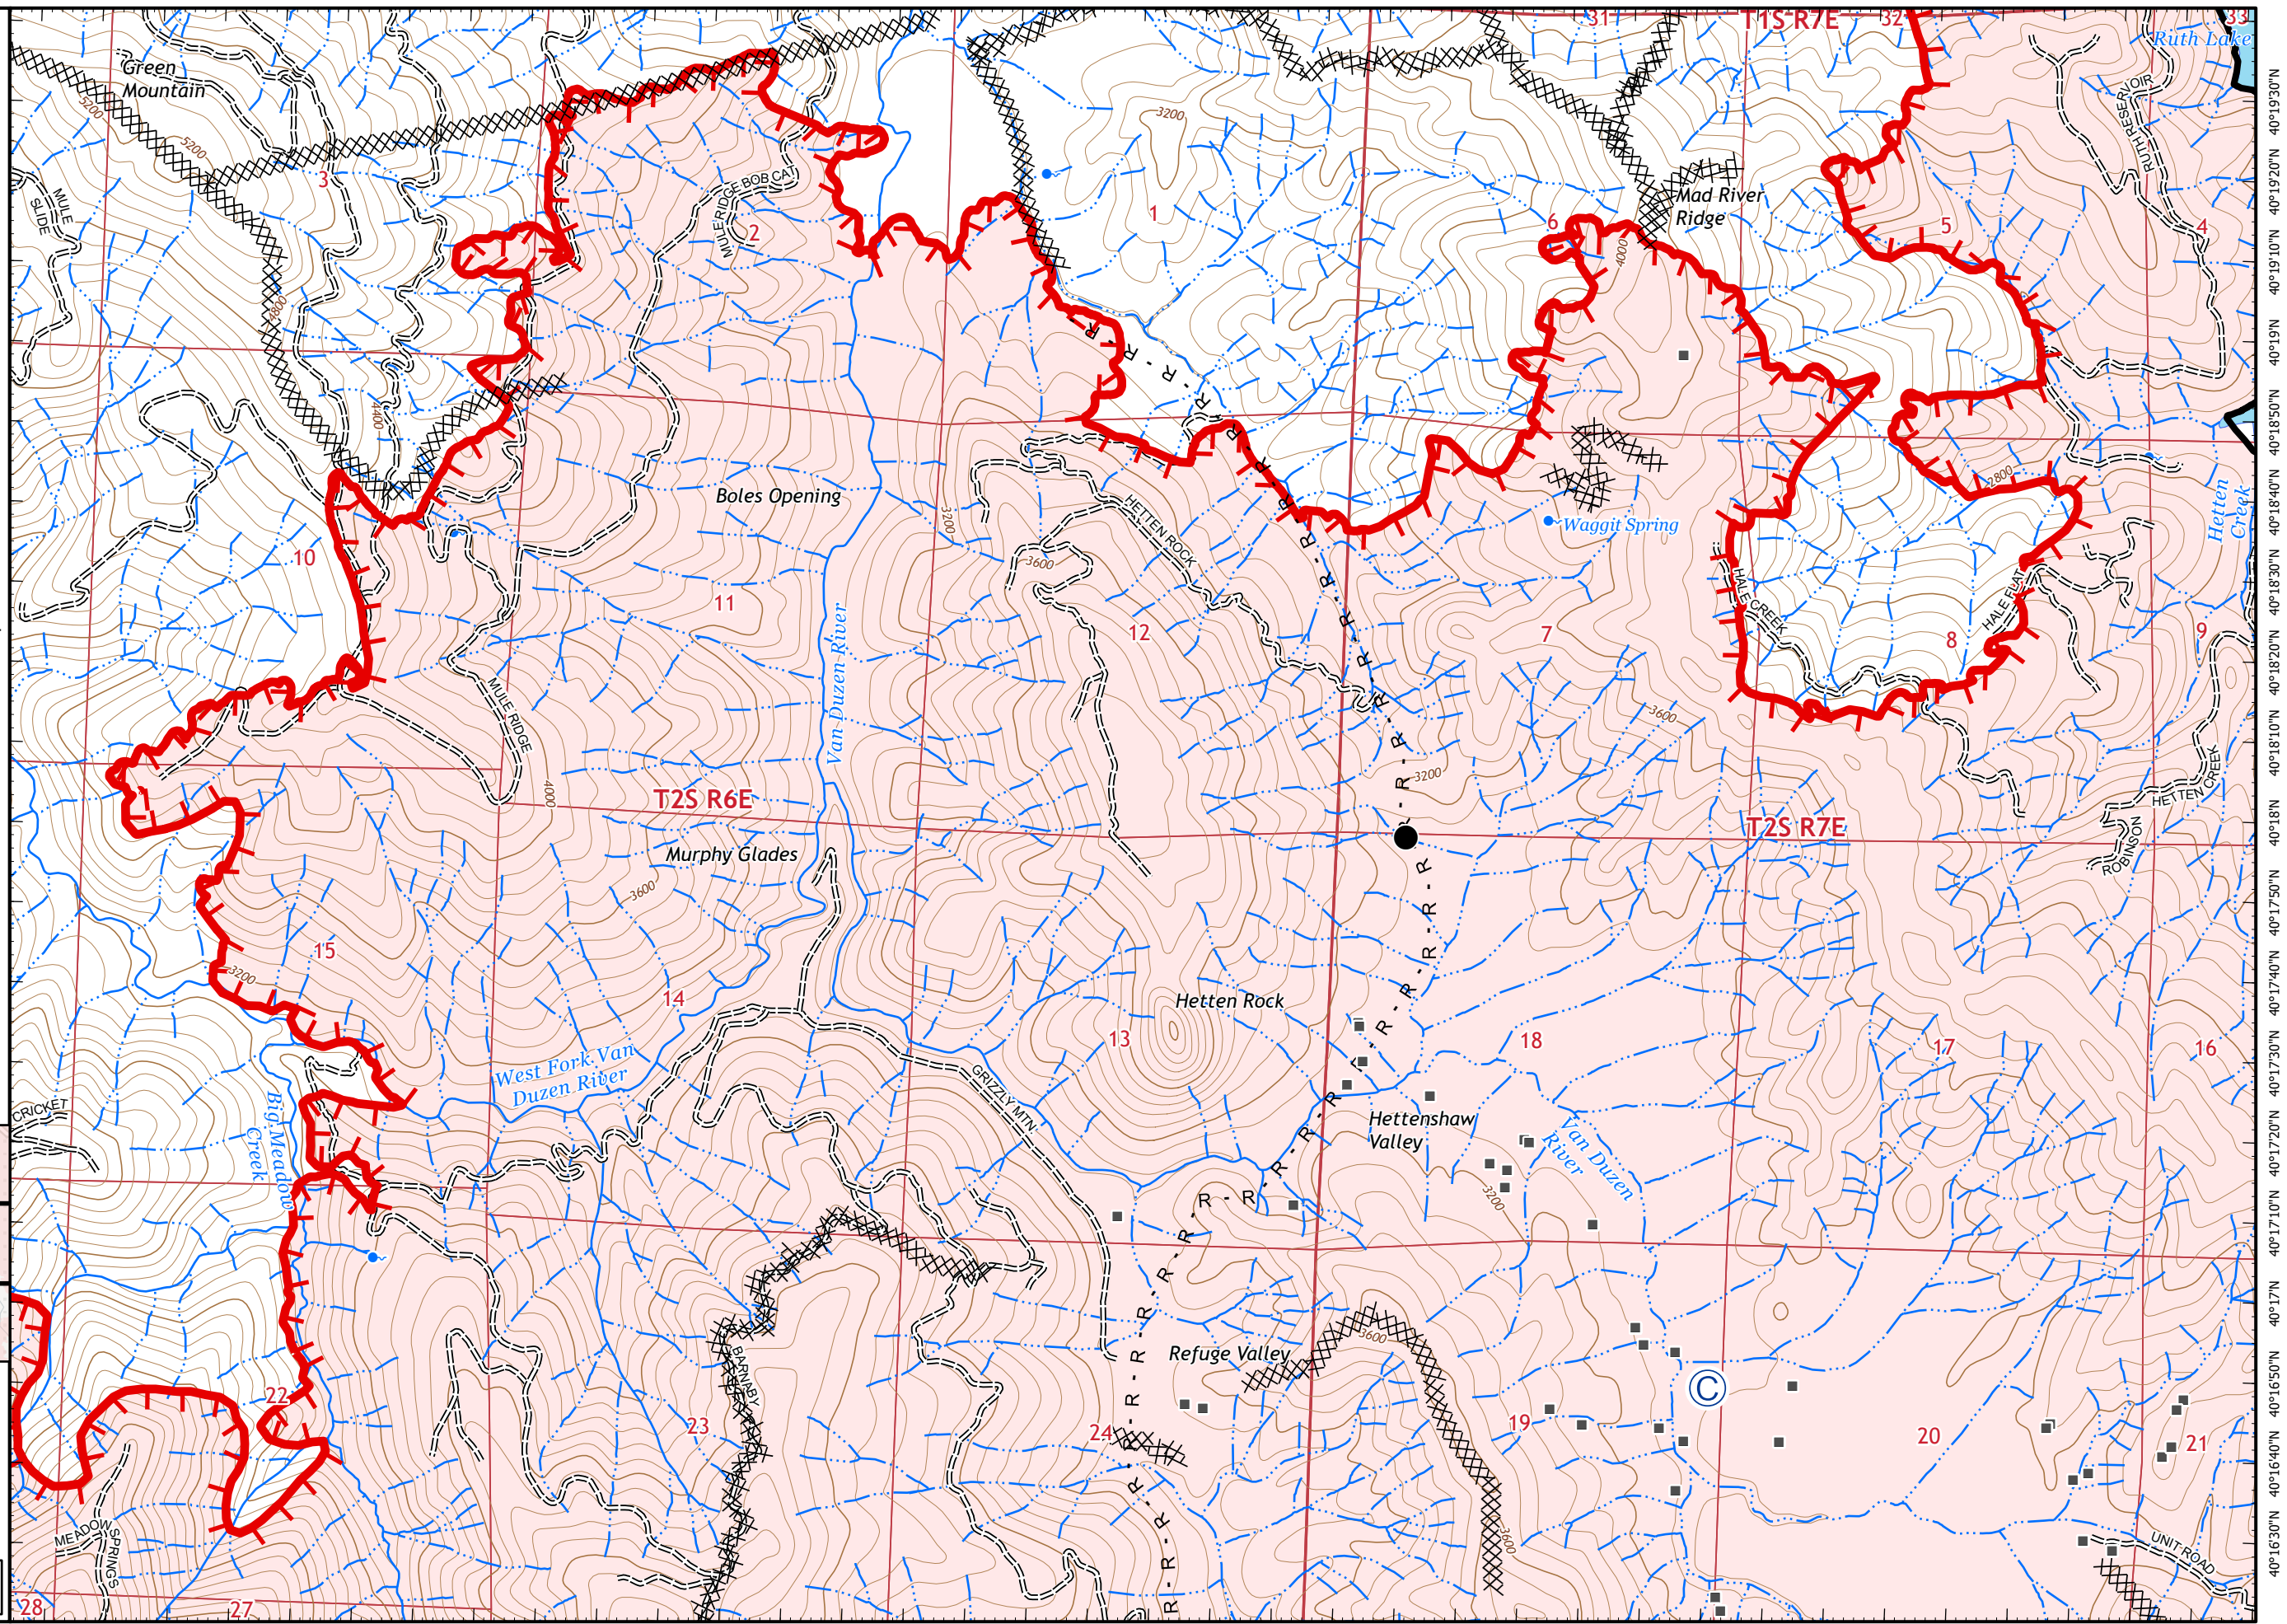 31
T1S R7E
32
33
Ruth Lake
Green
Mountain
5200
5200
3
MULE
SLIDE
MULE RIDGE BOB CAT
2
3200
1
Mad River
Ridge
6
4000
5
RUTH RESERVOIR
4
4800
4400
R - R - R - R - R - R - R - R - R - R - R - R - R - R - R
Boles Opening
3200
10
HETTEN ROCK
3600
Waggit Spring
2800
Hetten
Creek
11
12
7
HALE CREEK
HALE FLAT
8
9
Van Duzen River
MULE RIDGE
4000
3600
3200
T2S R6E
T2S R7E
HETTEN CREEK
ROBINSON
Murphy Glades
3600
15
3200
14
Hetten Rock
13
18
17
16
West Fork Van
Duzen River
GRIZZLY MTN
CRICKET
Big Meadow
Creek
Hettenshaw
Valley
Van Duzen
River
3200
R - R - R - R - R - R - R - R - R - R - R - R - R - R - R
Refuge Valley
3600
BARNABY
22
23
24
19
C
20
21
MEADOW
SPRINGS
3600
UNIT ROAD
28
27
40°19'30"N
40°19'20"N
40°19'10"N
40°19'N
40°18'50"N
40°18'40"N
40°18'30"N
40°18'20"N
40°18'10"N
40°18'N
40°17'50"N
40°17'40"N
40°17'30"N
40°17'20"N
40°17'10"N
40°17'N
40°16'50"N
40°16'40"N
40°16'30"N